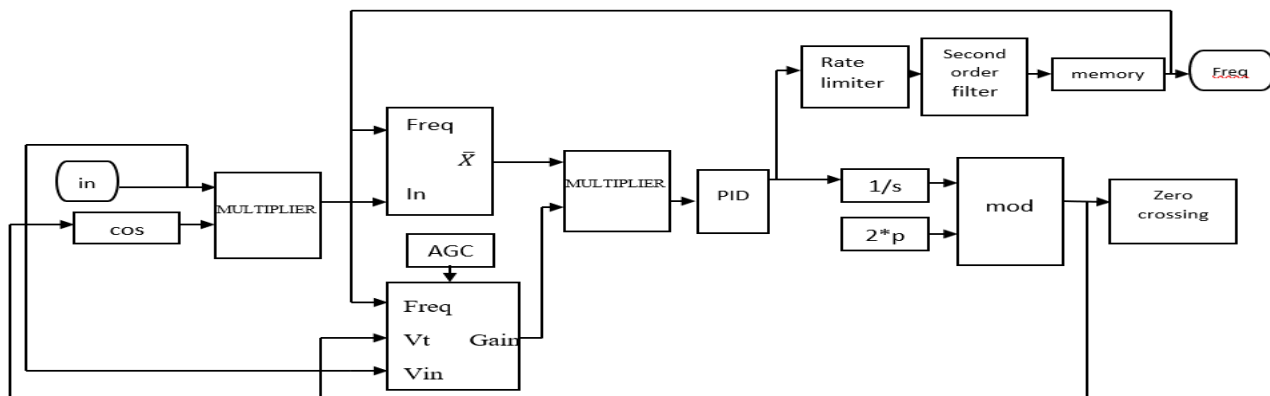 Rate
limiter
Second
order
filter
memory
Freq
Freq
X̄
In
in
MULTIPLIER
cos
MULTIPLIER
PID
1/s
2*p
mod
Zero
crossing
AGC
Freq
Vt Gain
Vin